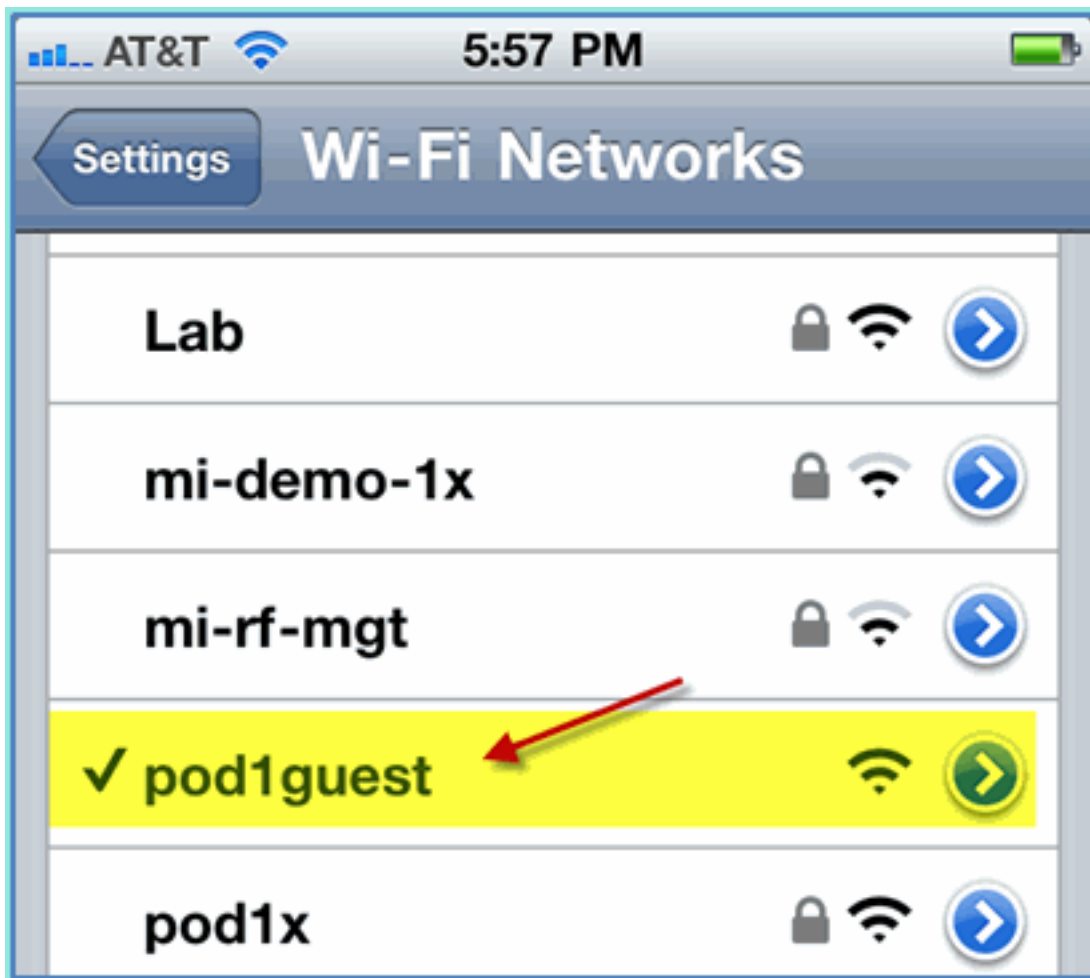 AT&T 5:57 PM
Settings Wi-Fi Networks
Lab
mi-demo-1x
mi-rf-mgt
✓ pod1guest
pod1x